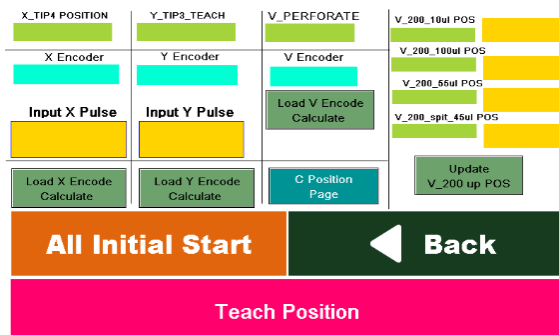 X_TIP4 POSITION
Y_TIP3_TEACH
V_PERFORATE
V_200_10ul POS
X Encoder
Y Encoder
V Encoder
V_200_100ul POS
V_200_55ul POS
V_200_spit_45ul POS
Input X Pulse
Input Y Pulse
Load V Encode
Calculate
Load X Encode
Calculate
Load Y Encode
Calculate
C Position
Page
Update
V_200 up POS
All Initial Start
Back
Teach Position